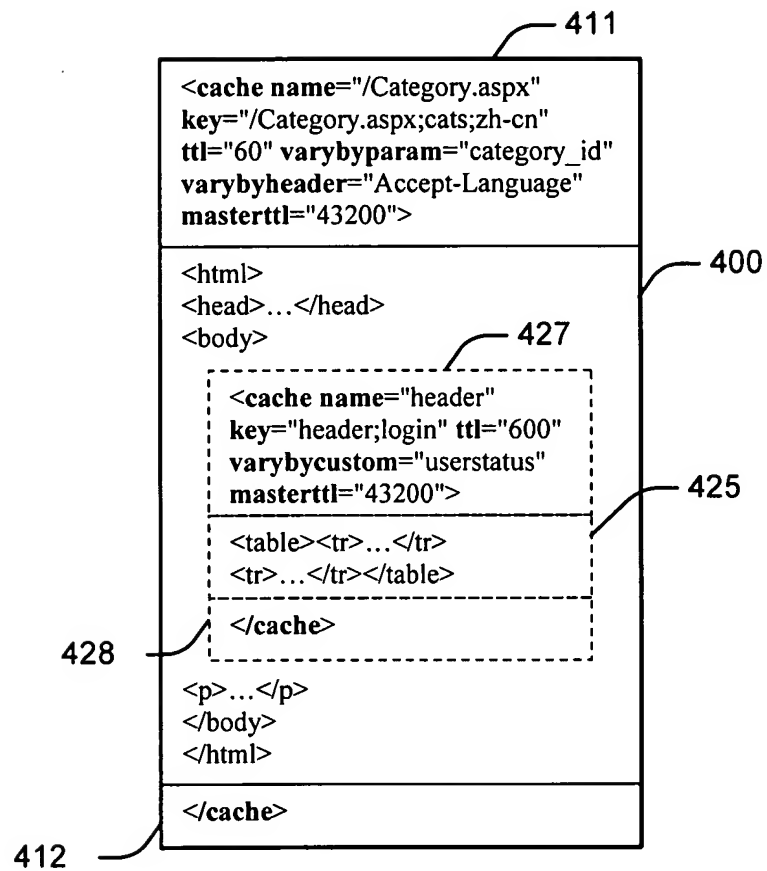 411
<cache name="/Category.aspx"
key="/Category.aspx;cats;zh-cn"
ttl="60" varybyparam="category_id"
varybyheader="Accept-Language"
masterttl="43200">
400
<html>
<head>…</head>
<body>
427
<cache name="header"
key="header;login" ttl="600"
varybycustom="userstatus"
masterttl="43200">
425
<table><tr>…</tr>
<tr>…</tr></table>
</cache>
428
<p>…</p>
</body>
</html>
</cache>
412